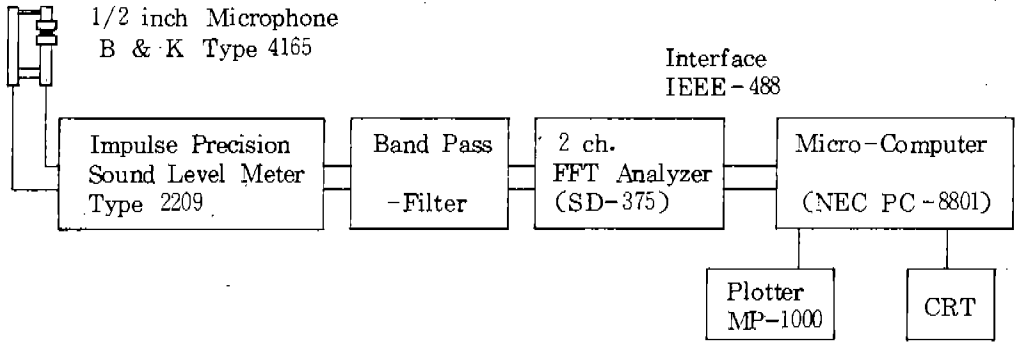 1/2 inch Microphone
B & K Type 4165
Interface
IEEE-488
Impulse Precision
Sound Level Meter
Type 2209
Band Pass
-Filter
2 ch.
FFT Analyzer
(SD-375)
Micro-Computer
(NEC PC-8801)
Plotter
MP-1000
CRT